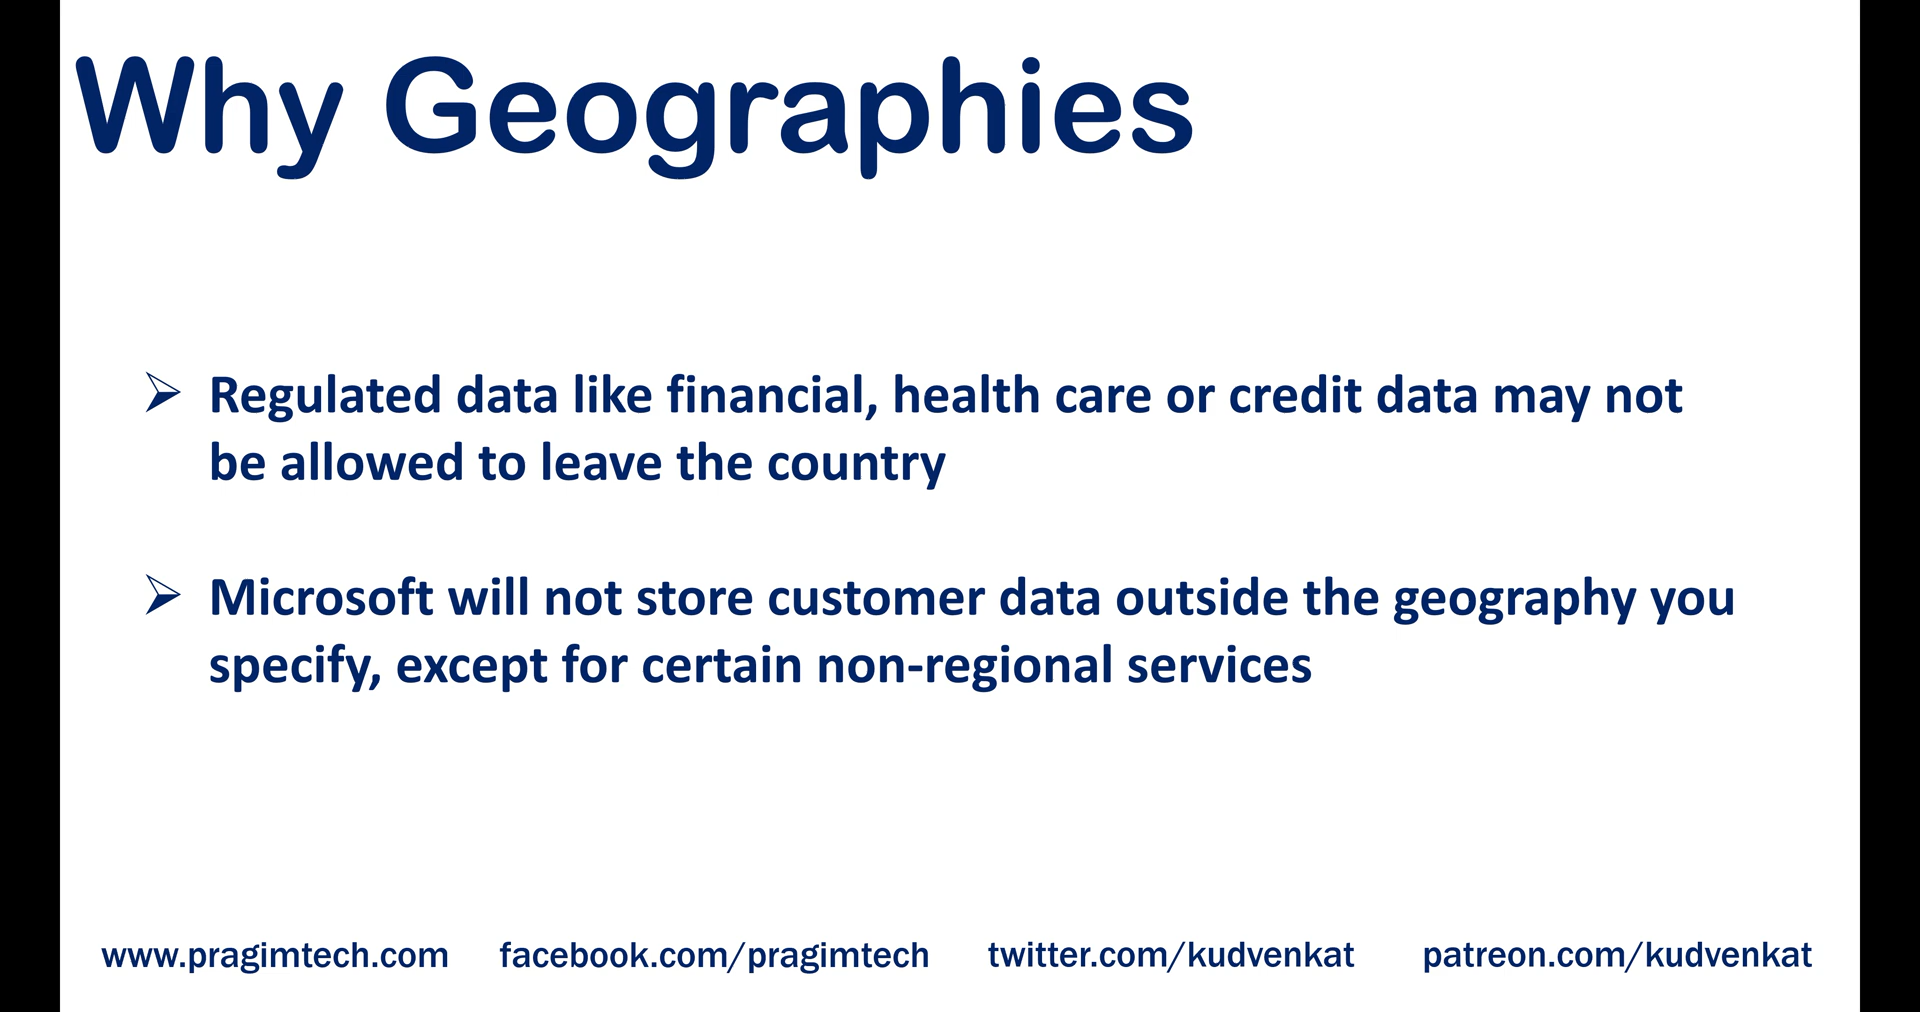 Why Geographies
Regulated data like financial, health care or credit data may not
be allowed to leave the country
Microsoft will not store customer data outside the geography you
specify, except for certain non-regional services
www.pragimtech.com facebook.com/pragimtech twitter.com/kudvenkat patreon.com/kudvenkat